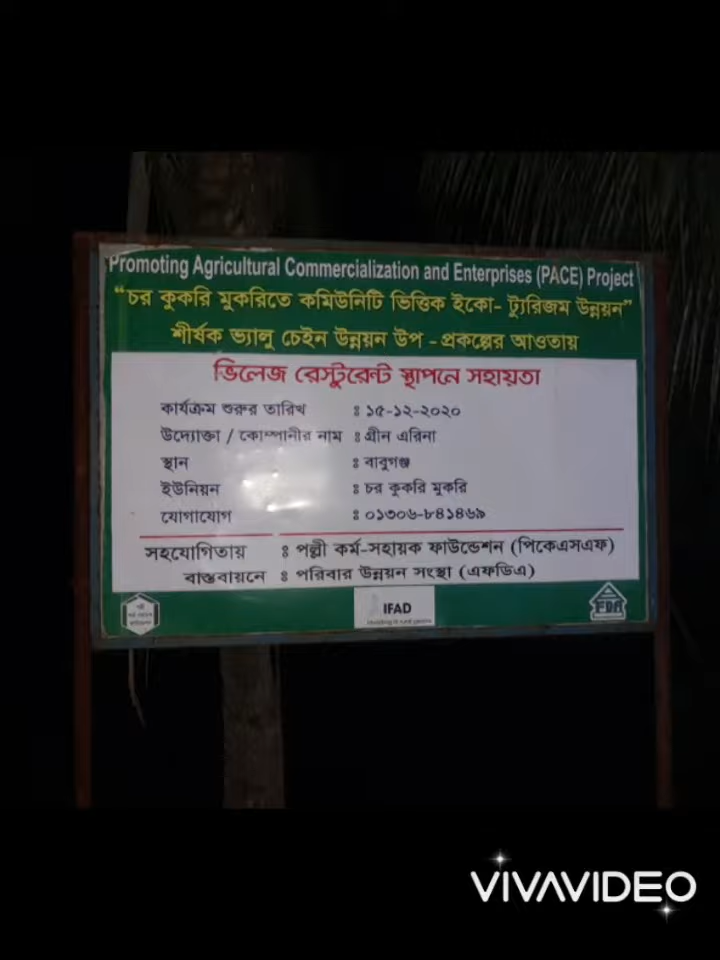 Promoting Agricultural Commercialization and Enterprises (PACE) Project
“চর কুকরি মুকরিতে কমিউনিটি ভিত্তিক ইকো- ট্যুরিজম উন্নয়ন”
শীর্ষক ভ্যালু চেইন উন্নয়ন উপ - প্রকল্পের আওতায়
ভিলেজ রেস্টুরেন্ট স্থাপনে সহায়তা
কার্যক্রম শুরুর তারিখ : ১৫-১২-২০২০
উদ্যোক্তা / কোম্পানীর নাম : গ্রীন এরিনা
স্থান : বাবুগঞ্জ
ইউনিয়ন : চর কুকরি মুকরি
যোগাযোগ : ০১৩০৬-৮৪১৪৬৯
সহযোগিতায় : পল্লী কর্ম-সহায়ক ফাউন্ডেশন (পিকেএসএফ)
বাস্তবায়নে : পরিবার উন্নয়ন সংস্থা (এফডিএ)
IFAD
FDA
VIVAVIDEO